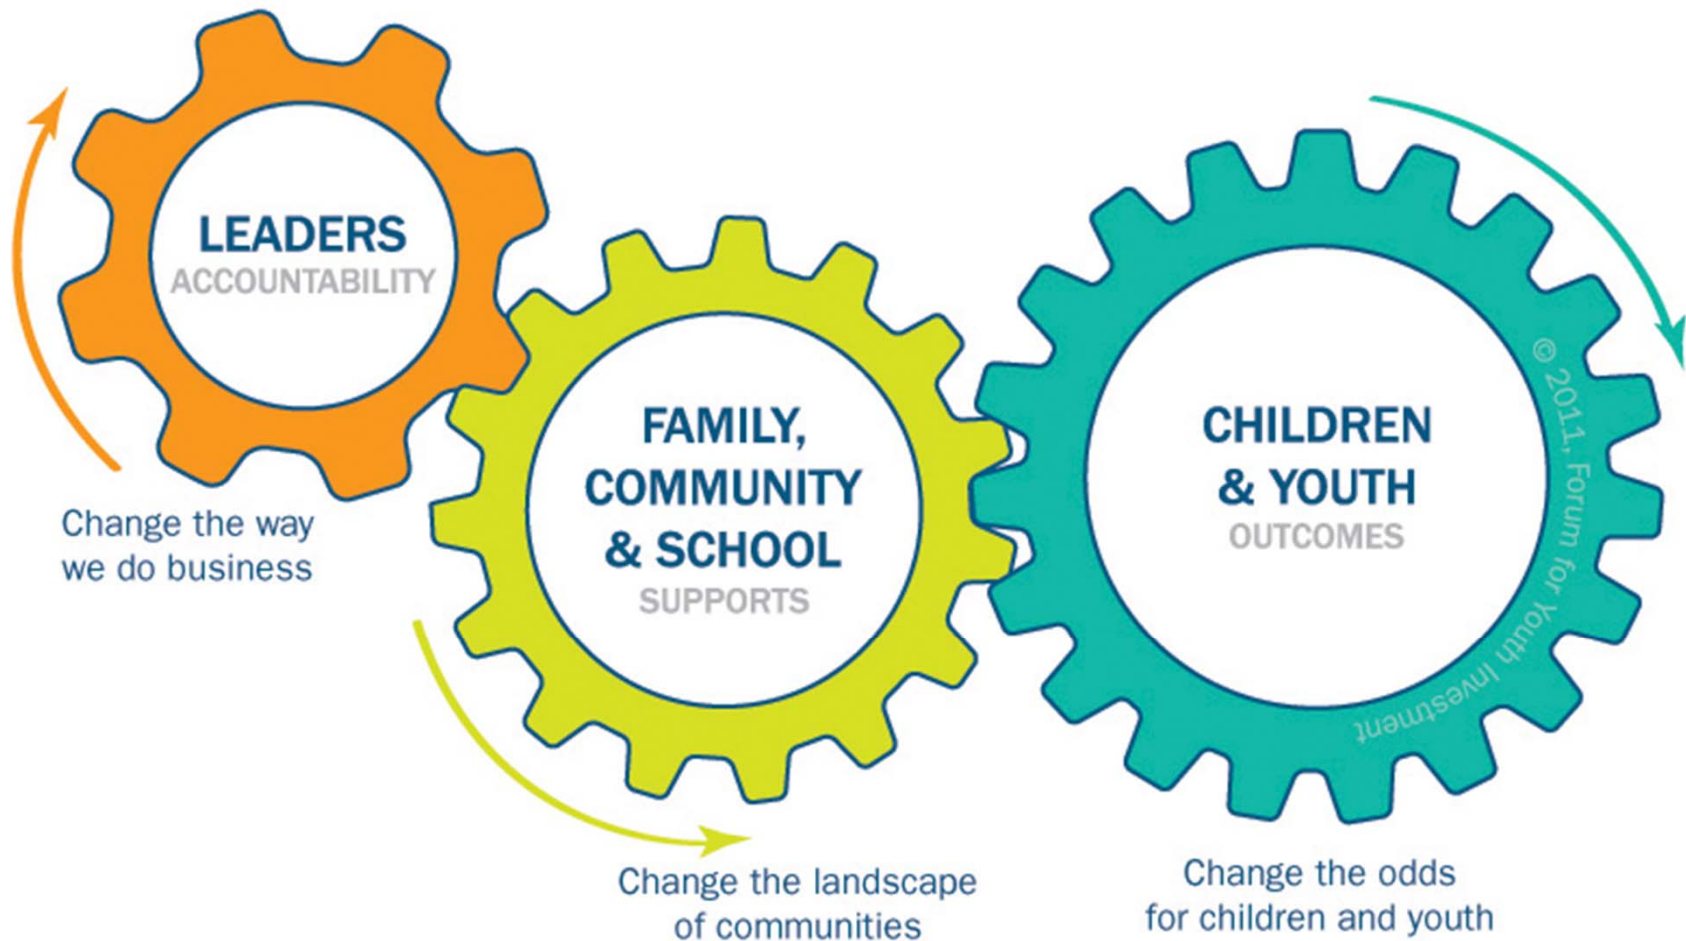 LEADERS
ACCOUNTABILITY
Change the way
we do business
FAMILY,
COMMUNITY
& SCHOOL
SUPPORTS
Change the landscape
of communities
CHILDREN
& YOUTH
OUTCOMES
© 2011, Forum for Youth Investment
Change the odds
for children and youth